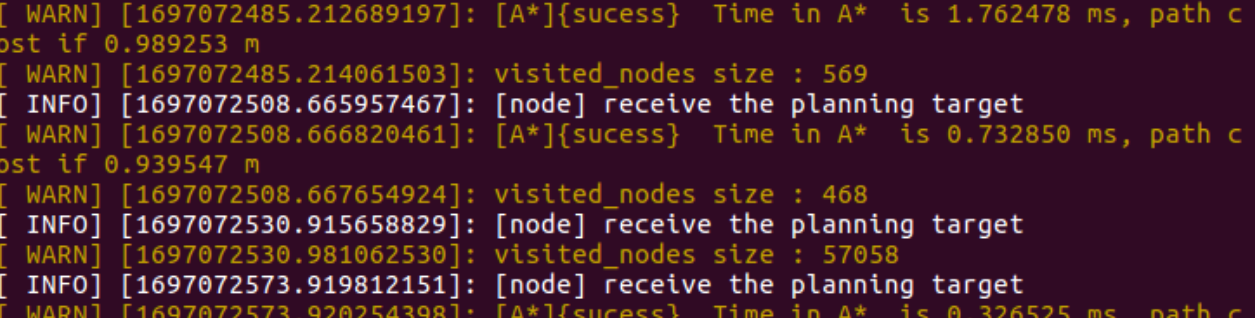 [ WARN] [1697072485.212689197]: [A*]{sucess}  Time in A*  is 1.762478 ms, path c
ost if 0.989253 m
[ WARN] [1697072485.214061503]: visited_nodes size : 569
[ INFO] [1697072508.665957467]: [node] receive the planning target
[ WARN] [1697072508.666820461]: [A*]{sucess}  Time in A*  is 0.732850 ms, path c
ost if 0.939547 m
[ WARN] [1697072508.667654924]: visited_nodes size : 468
[ INFO] [1697072530.915658829]: [node] receive the planning target
[ WARN] [1697072530.981062530]: visited_nodes size : 57058
[ INFO] [1697072573.919812151]: [node] receive the planning target
[ WARN] [1697072573.920254398]: [A*]{sucess}  Time in A*  is 0.326525 ms, path c